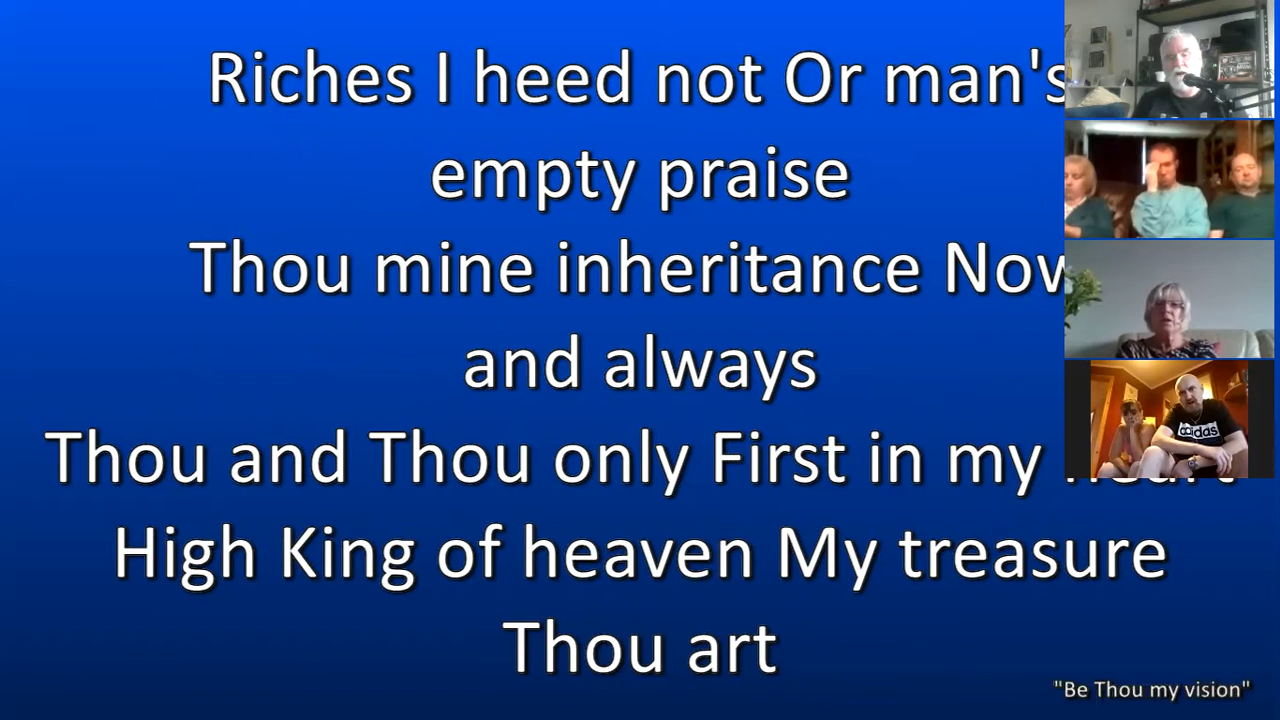 Riches I heed not Or man's
empty praise
Thou mine inheritance Now
and always
Thou and Thou only First in my
High King of heaven My treasure
Thou art
"Be Thou my vision"
adidas